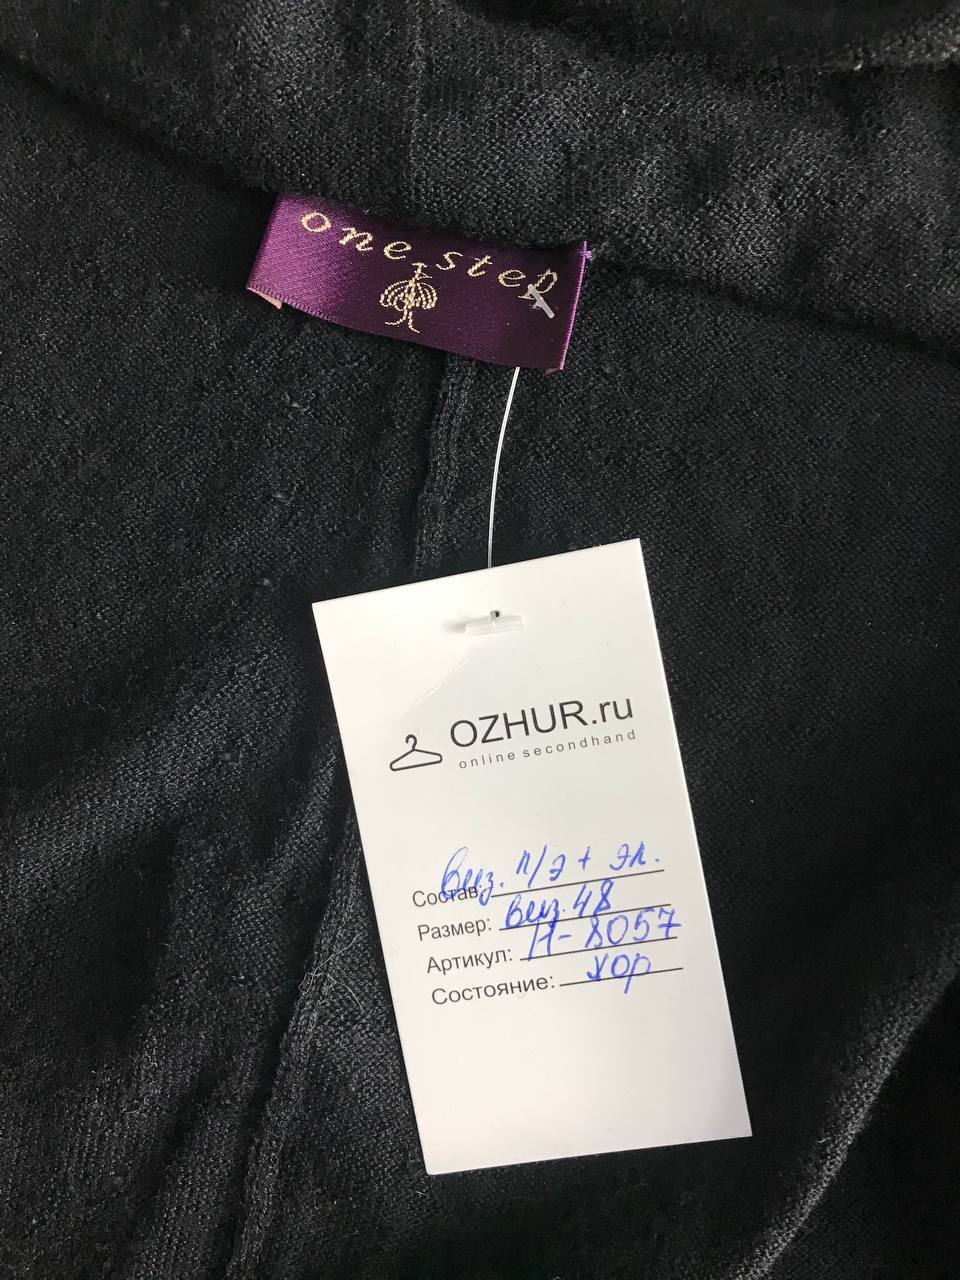 one step
OZHUR.ru
online secondhand
Состав: виз. п/э + эл.
Размер: виз. 48
Артикул: Н-8057
Состояние: хор